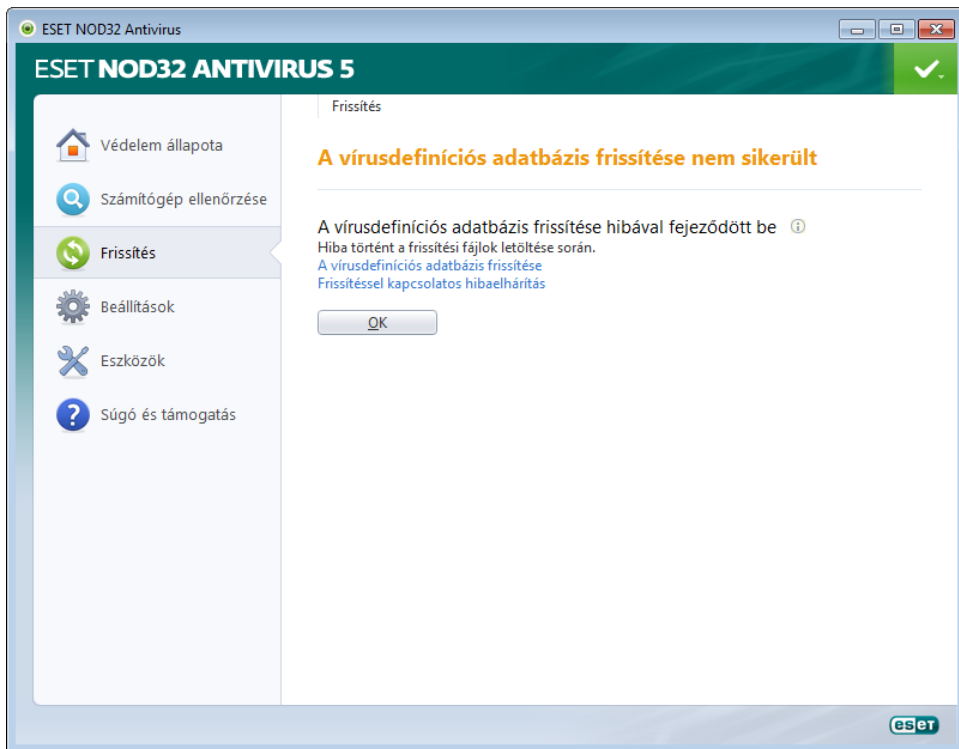 ESET NOD32 Antivirus
ESET NOD32 ANTIVIRUS 5
Védelem állapota
Számítógép ellenőrzése
Frissítés
Beállítások
Eszközök
Súgó és támogatás
Frissítés
A vírusdefiníciós adatbázis frissítése nem sikerült
A vírusdefiníciós adatbázis frissítése hibával fejeződött be
Hiba történt a frissítési fájlok letöltése során.
A vírusdefiníciós adatbázis frissítése
Frissítéssel kapcsolatos hibaelhárítás
OK
eset